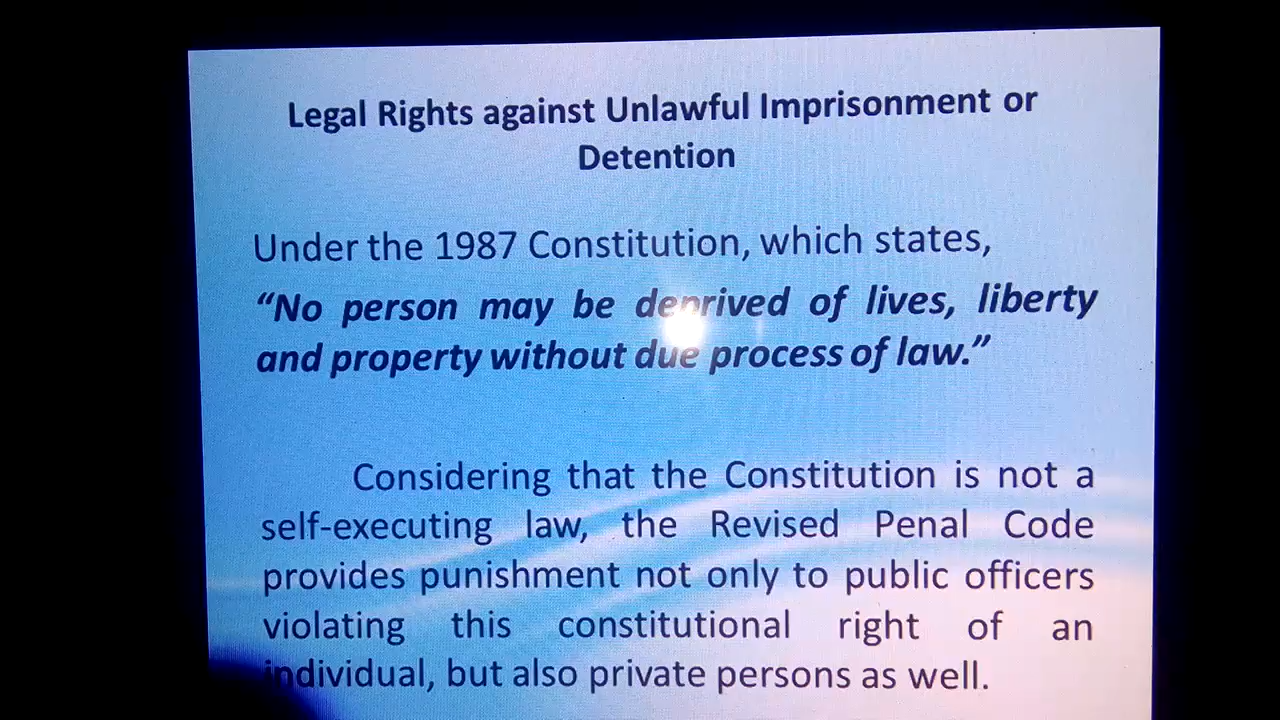 Legal Rights against Unlawful Imprisonment or
Detention
Under the 1987 Constitution, which states,
“No person may be deprived of lives, liberty
and property without due process of law.”
Considering that the Constitution is not a
self-executing law, the Revised Penal Code
provides punishment not only to public officers
violating this constitutional right of an
individual, but also private persons as well.